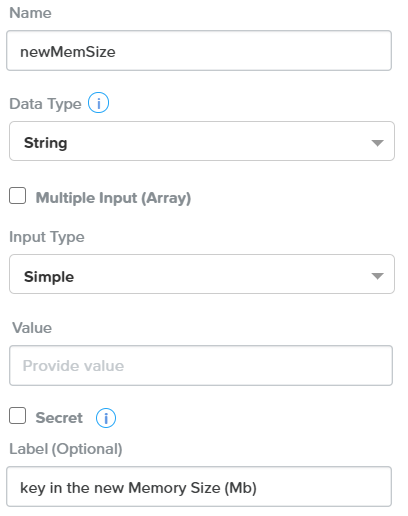 Name
newMemSize
Data Type i
String
Multiple Input (Array)
Input Type
Simple
Value
Provide value
Secret i
Label (Optional)
key in the new Memory Size (Mb)